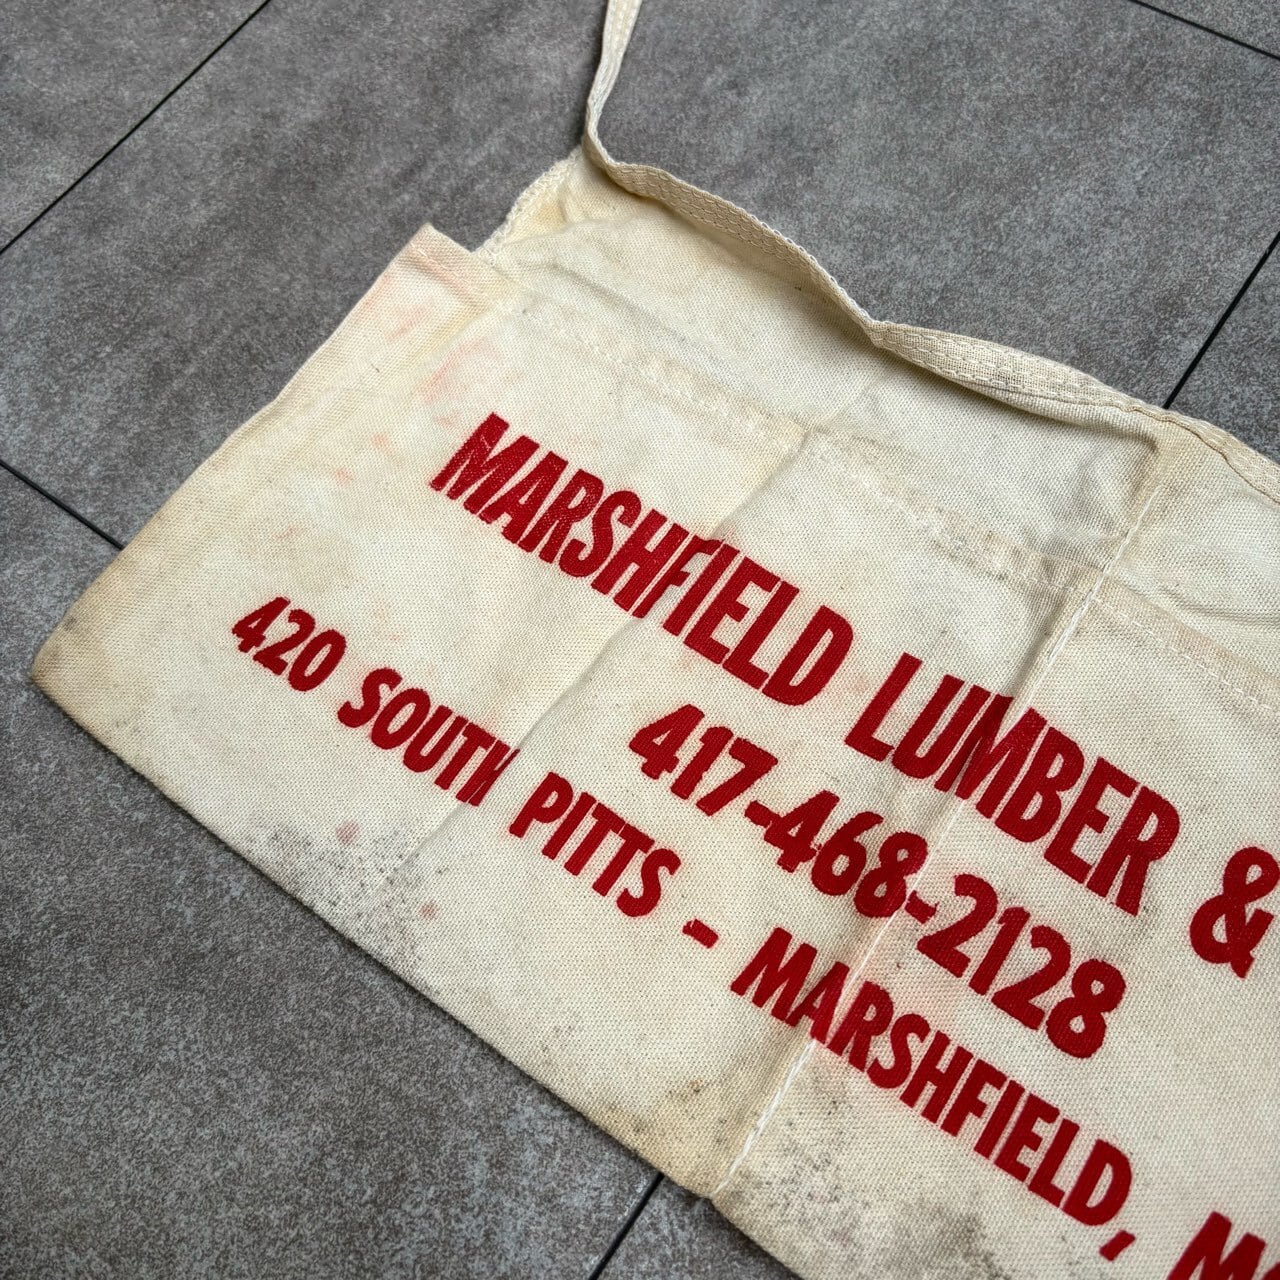 MARSHFIELD LUMBER &
417-468-2128
420 SOUTH PITTS - MARSHFIELD,